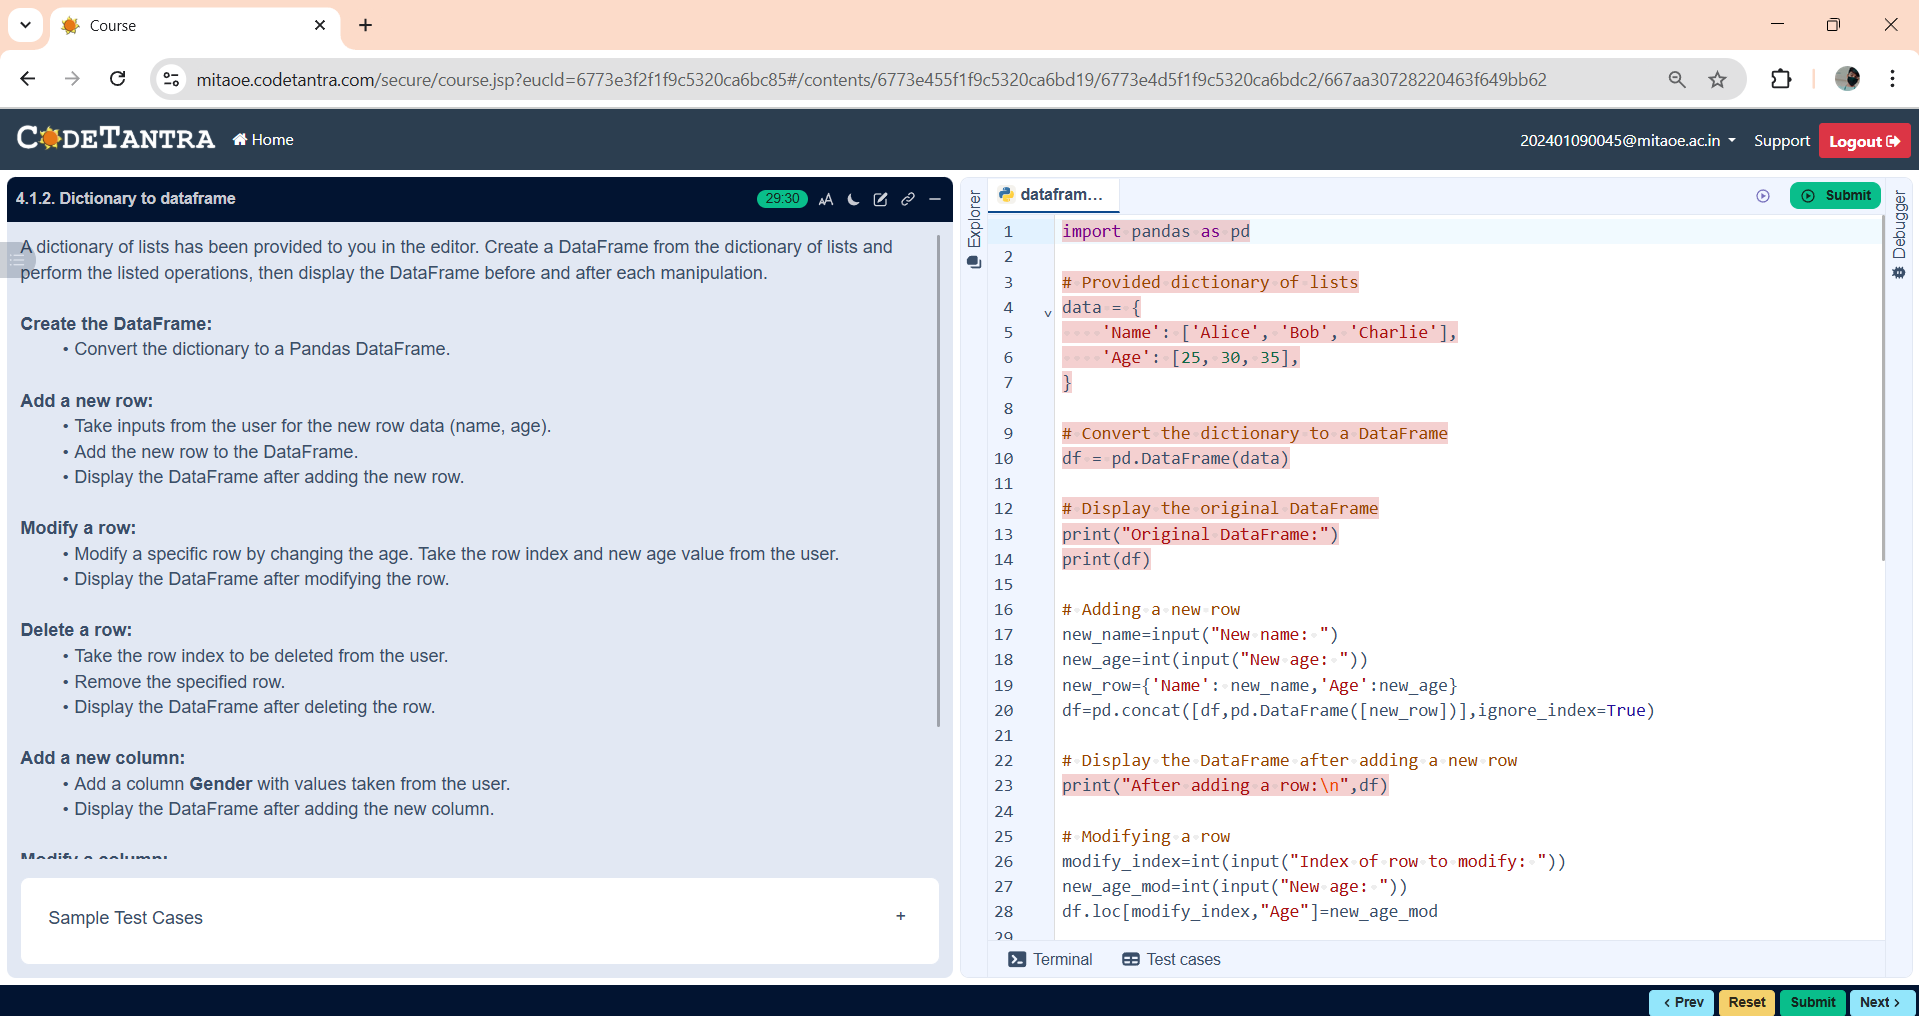 Course
mitaoe.codetantra.com/secure/course.jsp?eucId=6773e3f2f1f9c5320ca6bc85#/contents/6773e455f1f9c5320ca6bd19/6773e4d5f1f9c5320ca6bdc2/667aa30728220463f649bb62
CODETANTRA
Home
202401090045@mitaoe.ac.in
Support
Logout
4.1.2. Dictionary to dataframe
29:30
AA
A dictionary of lists has been provided to you in the editor. Create a DataFrame from the dictionary of lists and
perform the listed operations, then display the DataFrame before and after each manipulation.
Create the DataFrame:
• Convert the dictionary to a Pandas DataFrame.
Add a new row:
• Take inputs from the user for the new row data (name, age).
• Add the new row to the DataFrame.
• Display the DataFrame after adding the new row.
Modify a row:
• Modify a specific row by changing the age. Take the row index and new age value from the user.
• Display the DataFrame after modifying the row.
Delete a row:
• Take the row index to be deleted from the user.
• Remove the specified row.
• Display the DataFrame after deleting the row.
Add a new column:
• Add a column Gender with values taken from the user.
• Display the DataFrame after adding the new column.
Modify a column:
Sample Test Cases
+
Explorer
datafram...
Submit
Debugger
1 import pandas as pd
2
3 # Provided dictionary of lists
4 data = {
5     'Name': ['Alice', 'Bob', 'Charlie'],
6     'Age': [25, 30, 35],
7 }
8
9 # Convert the dictionary to a DataFrame
10 df = pd.DataFrame(data)
11
12 # Display the original DataFrame
13 print("Original DataFrame:")
14 print(df)
15
16 # Adding a new row
17 new_name=input("New name: ")
18 new_age=int(input("New age: "))
19 new_row={'Name': new_name,'Age':new_age}
20 df=pd.concat([df,pd.DataFrame([new_row])],ignore_index=True)
21
22 # Display the DataFrame after adding a new row
23 print("After adding a row:\n",df)
24
25 # Modifying a row
26 modify_index=int(input("Index of row to modify: "))
27 new_age_mod=int(input("New age: "))
28 df.loc[modify_index,"Age"]=new_age_mod
29
Terminal
Test cases
< Prev
Reset
Submit
Next >